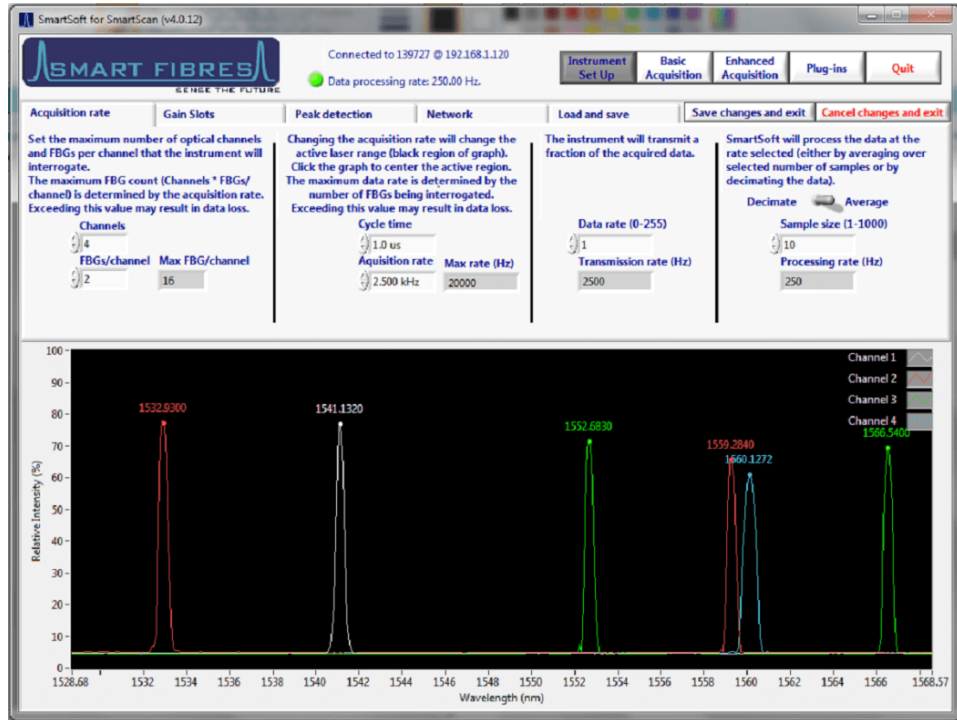 SmartSoft for SmartScan (v4.0.12)
SMART FIBRES
SENSE THE FUTURE
Connected to 139727 @ 192.168.1.120
Data processing rate: 250.00 Hz.
Instrument
Set Up
Basic
Acquisition
Enhanced
Acquisition
Plug-ins
Quit
Acquisition rate
Gain Slots
Peak detection
Network
Load and save
Save changes and exit
Cancel changes and exit
Set the maximum number of optical channels
and FBGs per channel that the instrument will
interrogate.
The maximum FBG count (Channels * FBGs/
channel) is determined by the acquisition rate.
Exceeding this value may result in data loss.
Channels
4
FBGs/channel Max FBG/channel
2 16
Changing the acquisition rate will change the
active laser range (black region of graph).
Click the graph to center the active region.
The maximum data rate is determined by the
number of FBGs being interrogated.
Exceeding this value may result in data loss.
Cycle time
1.0 us
Aquisition rate Max rate (Hz)
2.500 kHz 20000
The instrument will transmit a
fraction of the acquired data.
Data rate (0-255)
1
Transmission rate (Hz)
2500
SmartSoft will process the data at the
rate selected (either by averaging over
selected number of samples or by
decimating the data).
Decimate Average
Sample size (1-1000)
10
Processing rate (Hz)
250
Channel 1
Channel 2
Channel 3
Channel 4
1532.9300
1541.1320
1552.6830
1559.2840
1560.1272
1566.5400
Relative Intensity (%)
100
90
80
70
60
50
40
30
20
10
0
1528.68 1532 1534 1536 1538 1540 1542 1544 1546 1548 1550 1552 1554 1556 1558 1560 1562 1564 1566 1568.57
Wavelength (nm)